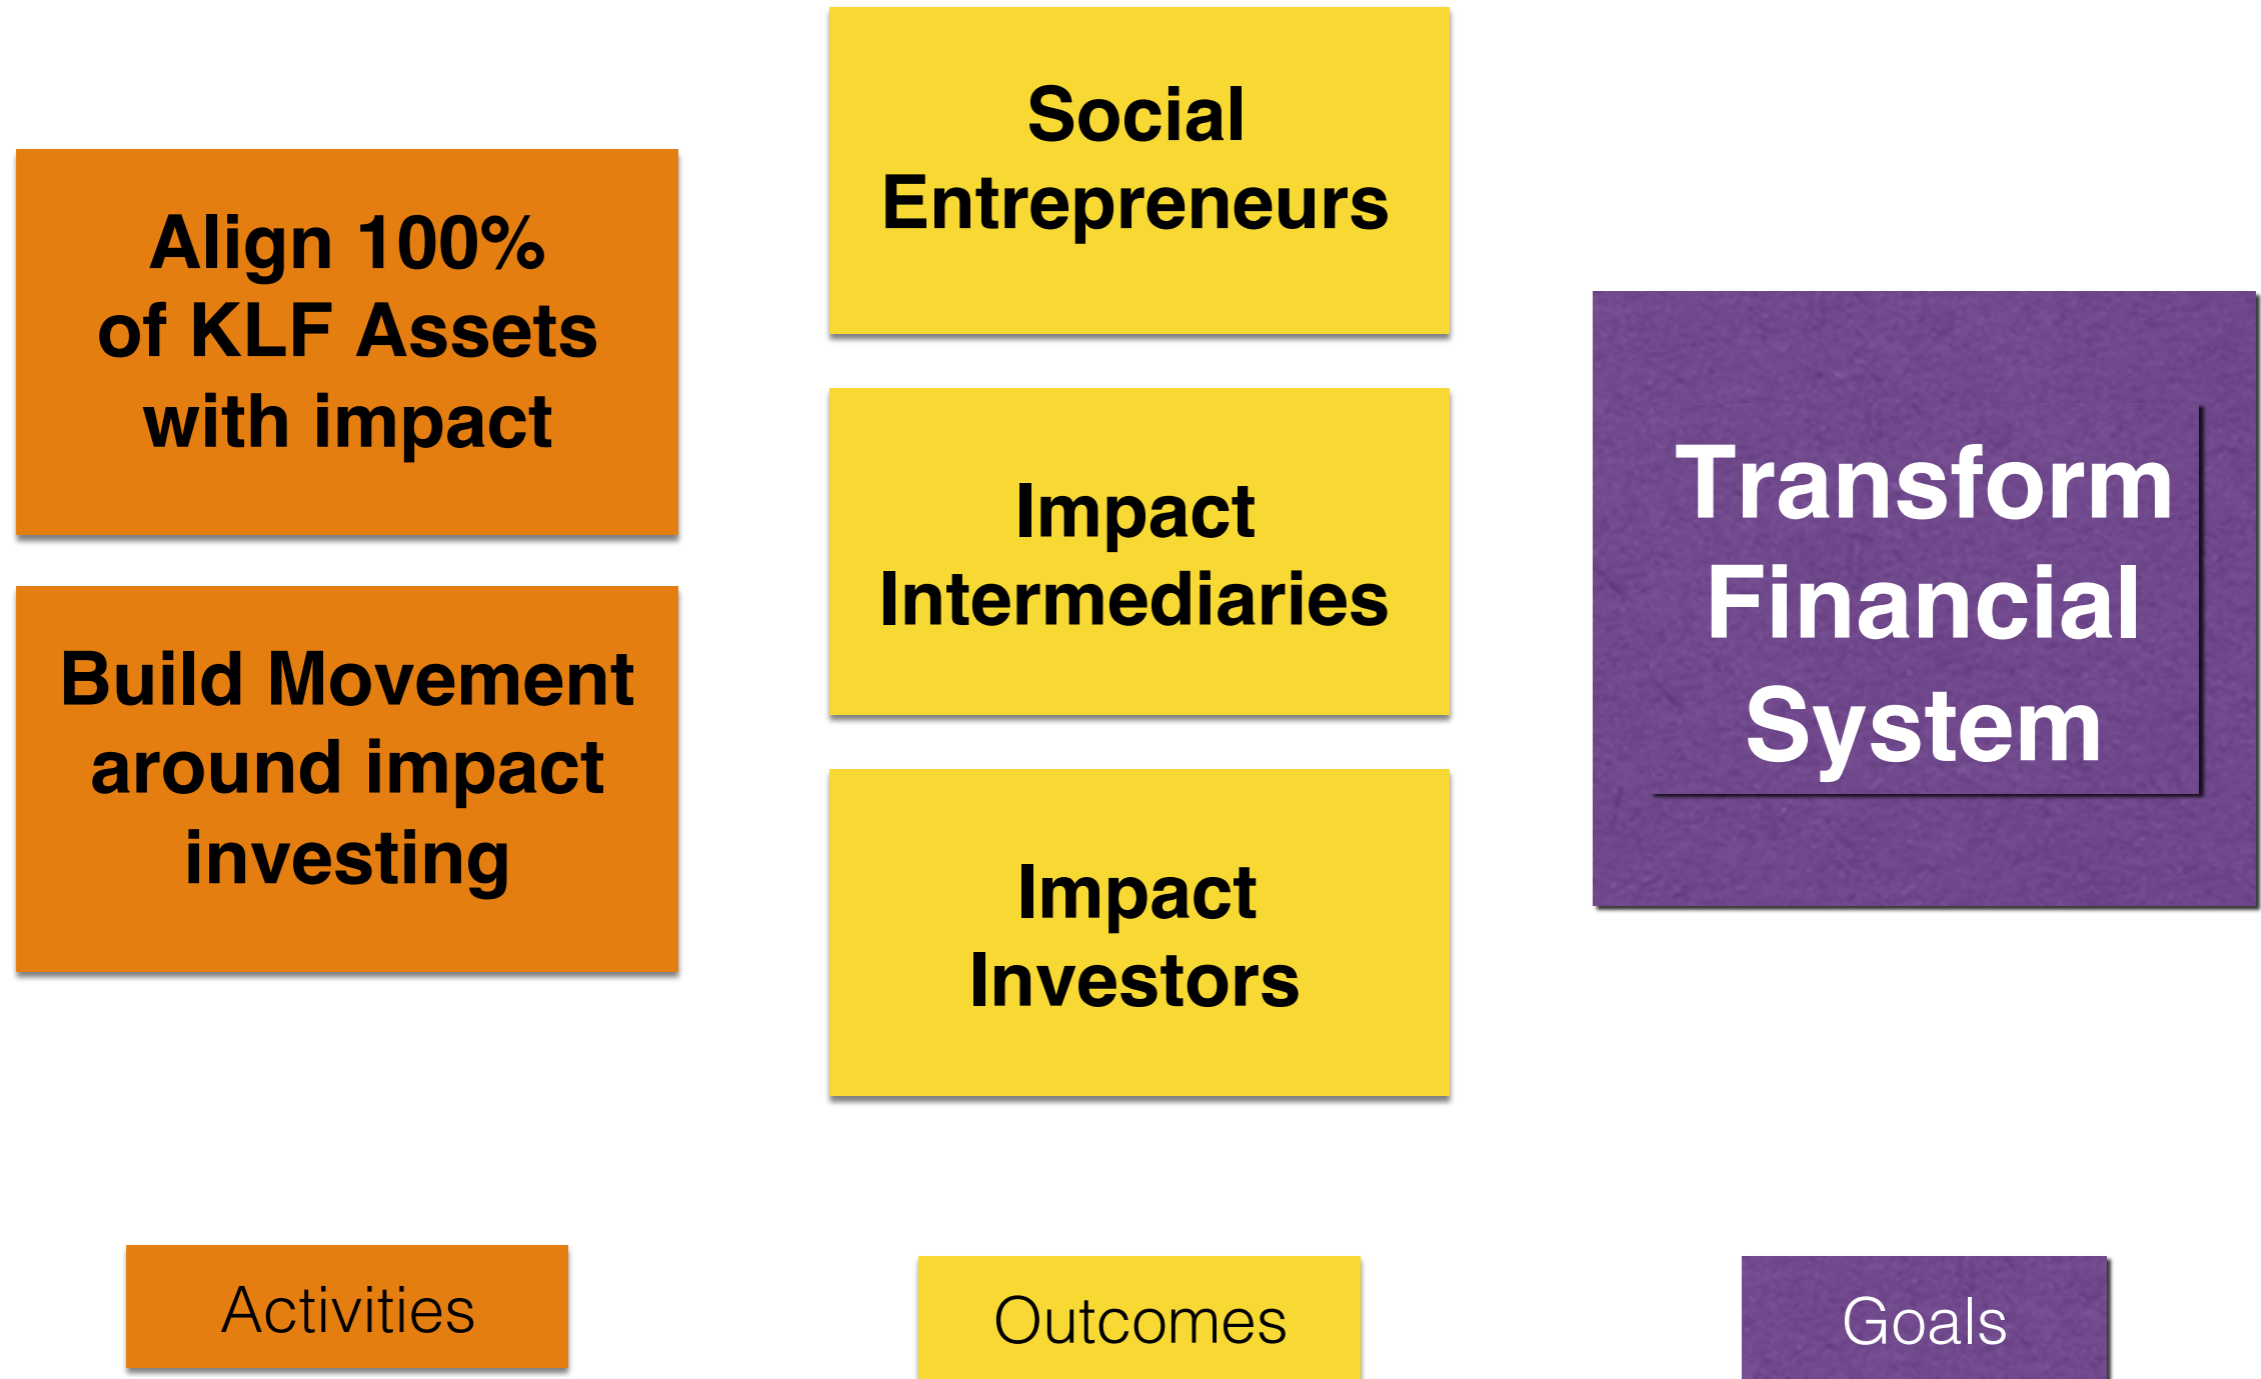 Align 100%
of KLF Assets
with impact
Build Movement
around impact
investing
Social
Entrepreneurs
Impact
Intermediaries
Impact
Investors
Transform
Financial
System
Activities
Outcomes
Goals